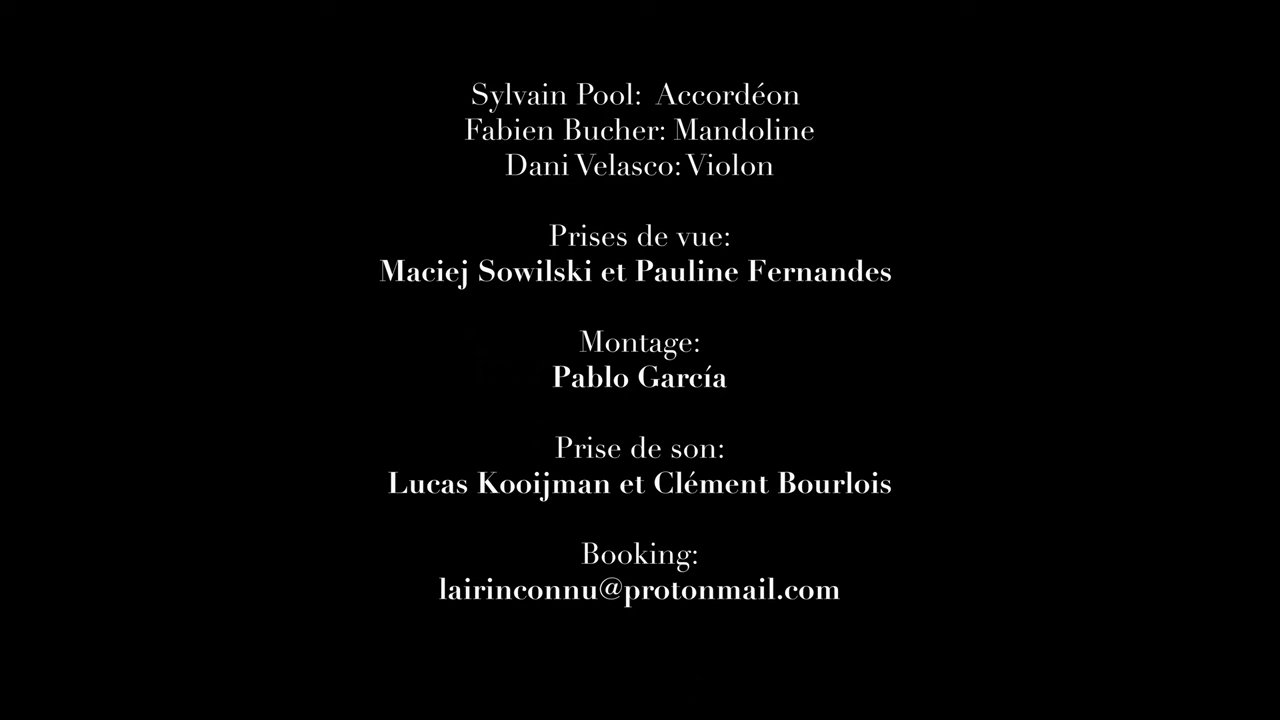 Sylvain Pool:  Accordéon
Fabien Bucher: Mandoline
Dani Velasco: Violon
Prises de vue:
Maciej Sowilski et Pauline Fernandes
Montage:
Pablo García
Prise de son:
Lucas Kooijman et Clément Bourlois
Booking:
lairinconnu@protonmail.com